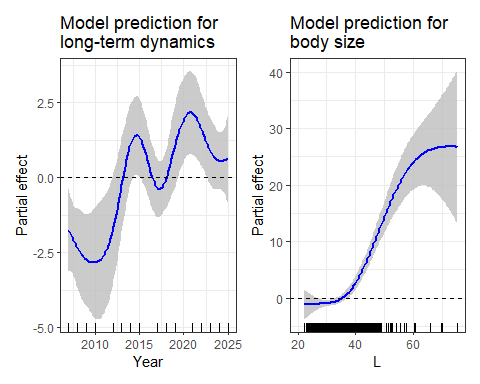 Model prediction for
long-term dynamics
Partial effect
2.5
0.0
-2.5
-5.0
2010
2015
2020
2025
Year
Model prediction for
body size
Partial effect
40
30
20
10
0
20
40
60
L